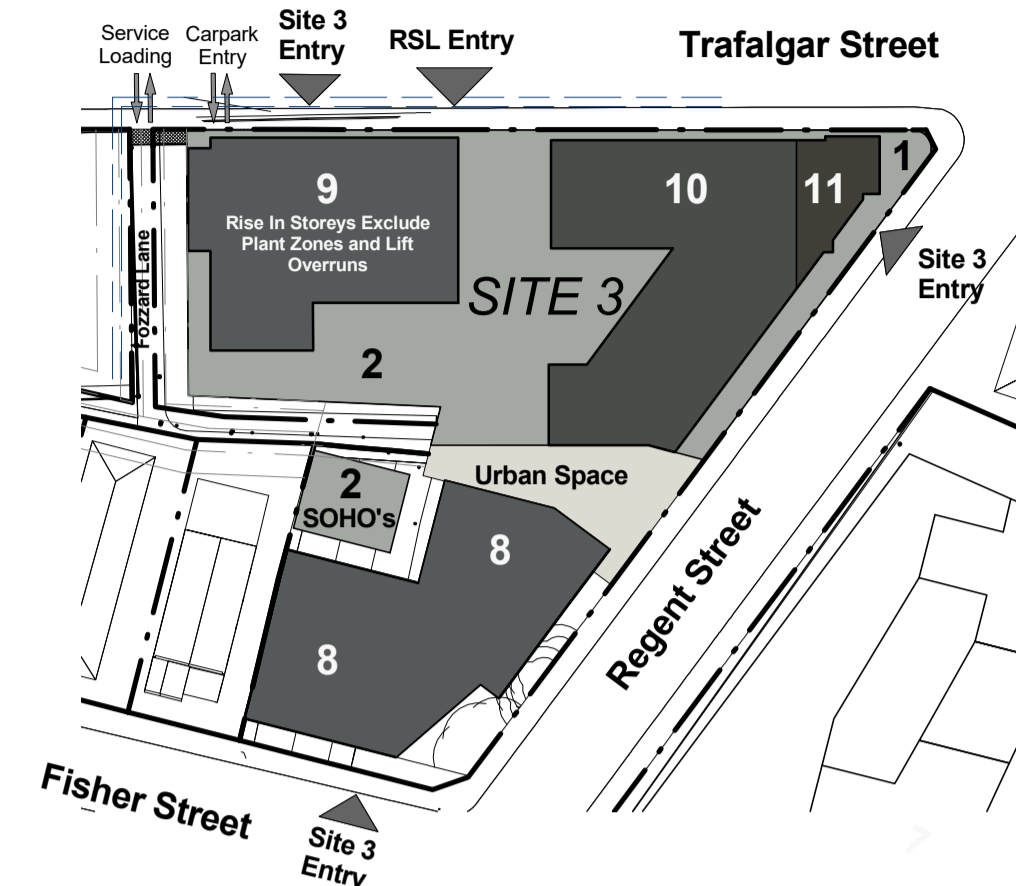 Service
Loading
Carpark
Entry
Site 3
Entry
RSL Entry
Trafalgar Street
1
9
Rise In Storeys Exclude
Plant Zones and Lift
Overruns
10
11
Fozzard Lane
SITE 3
Site 3
Entry
2
Urban Space
2
SOHO's
8
8
Regent Street
Fisher Street
Site 3
Entry